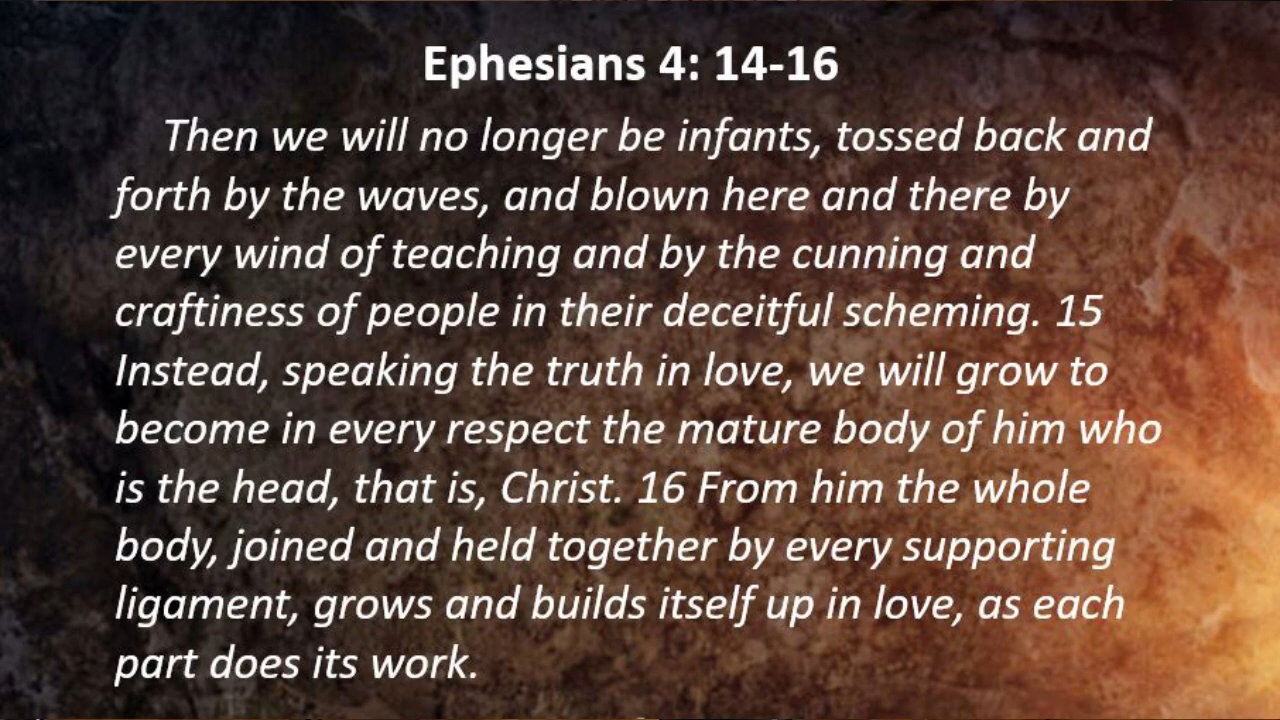 Ephesians 4: 14-16
Then we will no longer be infants, tossed back and
forth by the waves, and blown here and there by
every wind of teaching and by the cunning and
craftiness of people in their deceitful scheming. 15
Instead, speaking the truth in love, we will grow to
become in every respect the mature body of him who
is the head, that is, Christ. 16 From him the whole
body, joined and held together by every supporting
ligament, grows and builds itself up in love, as each
part does its work.